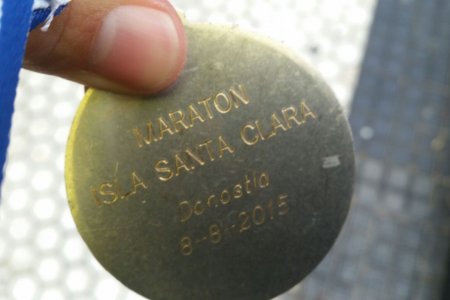 MARATON
ISLA SANTA CLARA
Donostia
8-8-2015